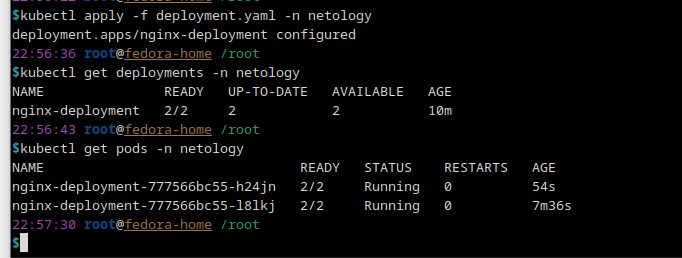 $kubectl apply -f deployment.yaml -n netology
deployment.apps/nginx-deployment configured
22:56:36 root@fedora-home /root
$kubectl get deployments -n netology
NAME READY UP-TO-DATE AVAILABLE AGE
nginx-deployment 2/2 2 2 10m
22:56:43 root@fedora-home /root
$kubectl get pods -n netology
NAME READY STATUS RESTARTS AGE
nginx-deployment-777566bc55-h24jn 2/2 Running 0 54s
nginx-deployment-777566bc55-l8lkj 2/2 Running 0 7m36s
22:57:30 root@fedora-home /root
$